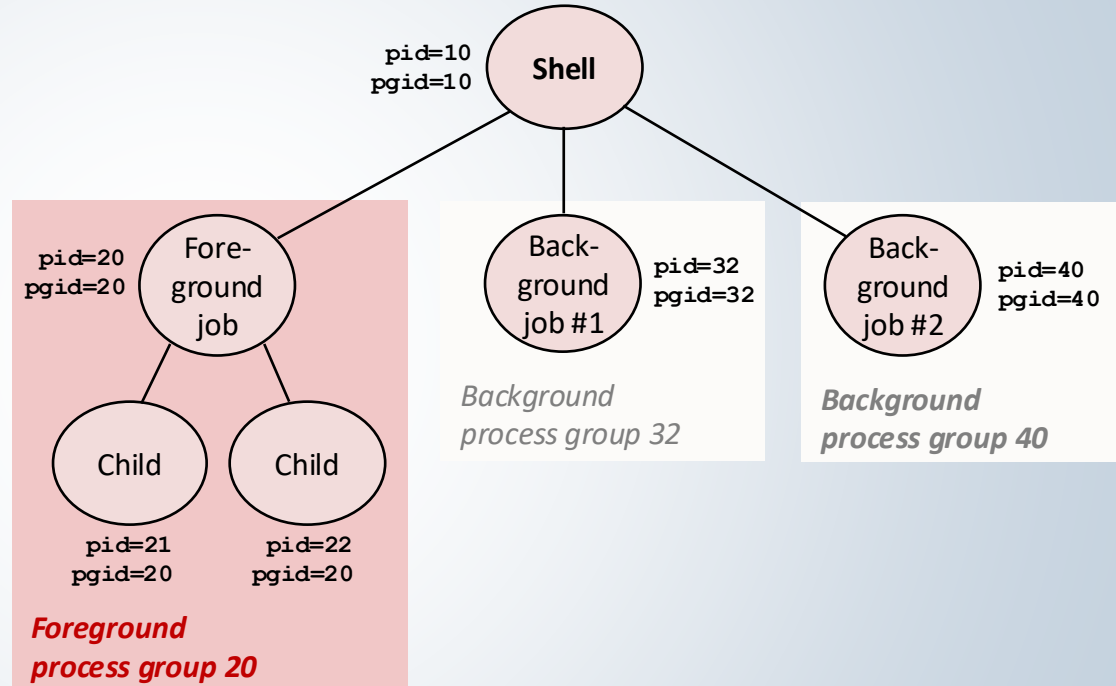 pid=10
pgid=10
Shell
pid=20
pgid=20
Fore-
ground
job
Back-
ground
job #1
pid=32
pgid=32
Back-
ground
job #2
pid=40
pgid=40
Background
process group 32
Background
process group 40
Child
Child
pid=21
pgid=20
pid=22
pgid=20
Foreground
process group 20